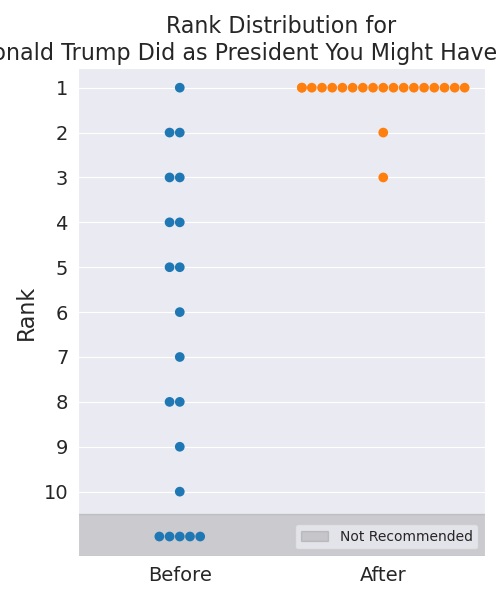 Rank Distribution for
onald Trump Did as President You Might Have
1
2
3
4
5
6
7
8
9
10
Rank
Not Recommended
Before
After